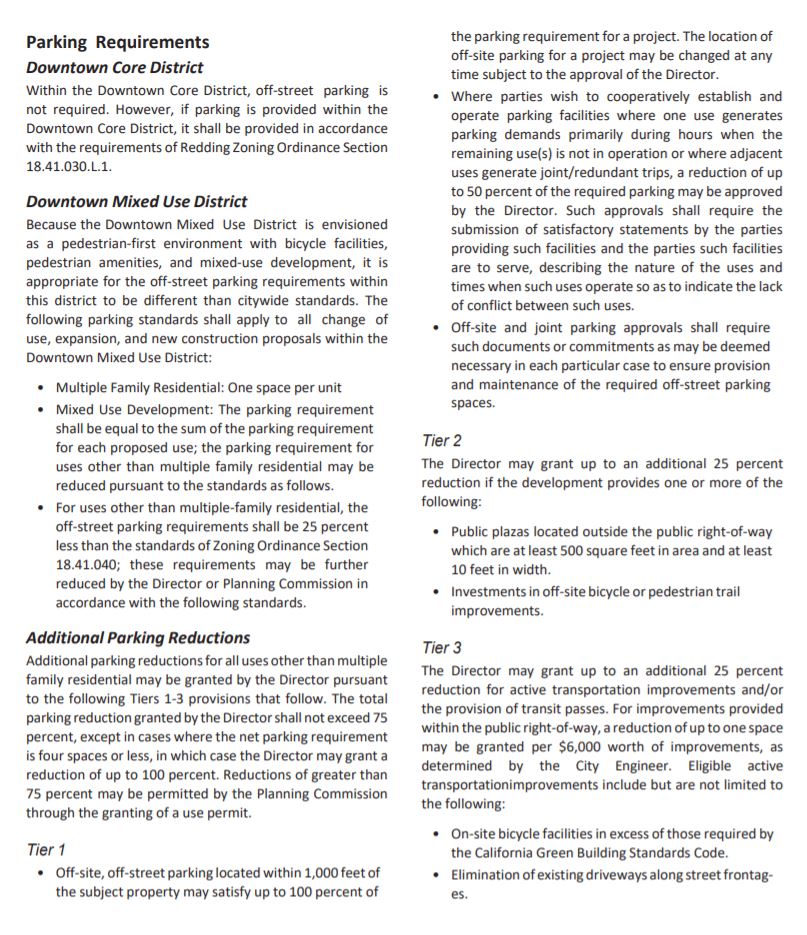 Parking Requirements
Downtown Core District
Within the Downtown Core District, off-street parking is
not required. However, if parking is provided within the
Downtown Core District, it shall be provided in accordance
with the requirements of Redding Zoning Ordinance Section
18.41.030.L.1.
Downtown Mixed Use District
Because the Downtown Mixed Use District is envisioned
as a pedestrian-first environment with bicycle facilities,
pedestrian amenities, and mixed-use development, it is
appropriate for the off-street parking requirements within
this district to be different than citywide standards. The
following parking standards shall apply to all change of
use, expansion, and new construction proposals within the
Downtown Mixed Use District:
• Multiple Family Residential: One space per unit
• Mixed Use Development: The parking requirement
shall be equal to the sum of the parking requirement
for each proposed use; the parking requirement for
uses other than multiple family residential may be
reduced pursuant to the standards as follows.
• For uses other than multiple-family residential, the
off-street parking requirements shall be 25 percent
less than the standards of Zoning Ordinance Section
18.41.040; these requirements may be further
reduced by the Director or Planning Commission in
accordance with the following standards.
Additional Parking Reductions
Additional parking reductions for all uses other than multiple
family residential may be granted by the Director pursuant
to the following Tiers 1-3 provisions that follow. The total
parking reduction granted by the Director shall not exceed 75
percent, except in cases where the net parking requirement
is four spaces or less, in which case the Director may grant a
reduction of up to 100 percent. Reductions of greater than
75 percent may be permitted by the Planning Commission
through the granting of a use permit.
Tier 1
• Off-site, off-street parking located within 1,000 feet of
the subject property may satisfy up to 100 percent of
the parking requirement for a project. The location of
off-site parking for a project may be changed at any
time subject to the approval of the Director.
• Where parties wish to cooperatively establish and
operate parking facilities where one use generates
parking demands primarily during hours when the
remaining use(s) is not in operation or where adjacent
uses generate joint/redundant trips, a reduction of up
to 50 percent of the required parking may be approved
by the Director. Such approvals shall require the
submission of satisfactory statements by the parties
providing such facilities and the parties such facilities
are to serve, describing the nature of the uses and
times when such uses operate so as to indicate the lack
of conflict between such uses.
• Off-site and joint parking approvals shall require
such documents or commitments as may be deemed
necessary in each particular case to ensure provision
and maintenance of the required off-street parking
spaces.
Tier 2
The Director may grant up to an additional 25 percent
reduction if the development provides one or more of the
following:
• Public plazas located outside the public right-of-way
which are at least 500 square feet in area and at least
10 feet in width.
• Investments in off-site bicycle or pedestrian trail
improvements.
Tier 3
The Director may grant up to an additional 25 percent
reduction for active transportation improvements and/or
the provision of transit passes. For improvements provided
within the public right-of-way, a reduction of up to one space
may be granted per $6,000 worth of improvements, as
determined by the City Engineer. Eligible active
transportationimprovements include but are not limited to
the following:
• On-site bicycle facilities in excess of those required by
the California Green Building Standards Code.
• Elimination of existing driveways along street frontag-
es.